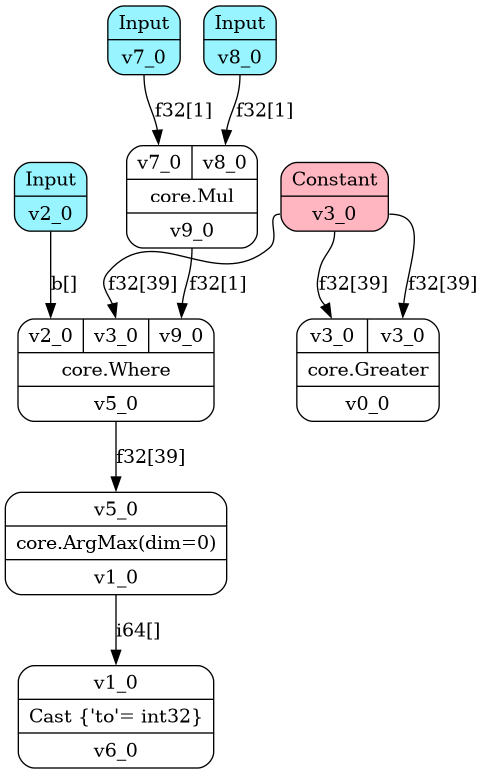 Input
v7_0
Input
v8_0
f32[1]
f32[1]
v7_0 v8_0
core.Mul
v9_0
Input
v2_0
Constant
v3_0
b[]
f32[39]
f32[1]
f32[39]
f32[39]
v2_0 v3_0 v9_0
core.Where
v5_0
v3_0 v3_0
core.Greater
v0_0
f32[39]
v5_0
core.ArgMax(dim=0)
v1_0
i64[]
v1_0
Cast {'to'= int32}
v6_0